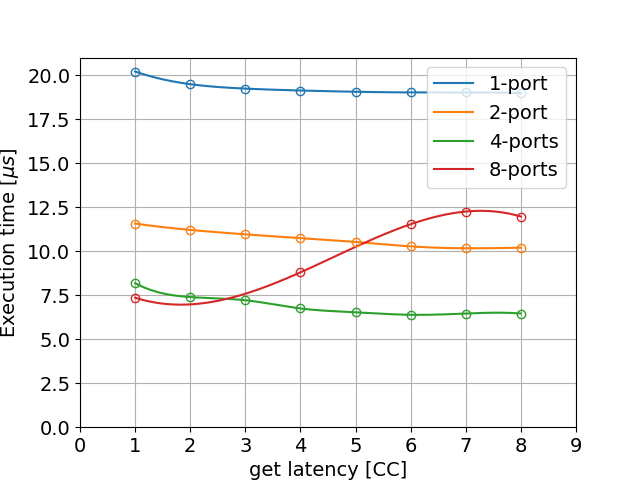 20.0
17.5
15.0
12.5
10.0
7.5
5.0
2.5
0.0
Execution time [μs]
1-port
2-port
4-ports
8-ports
0 1 2 3 4 5 6 7 8 9
get latency [CC]